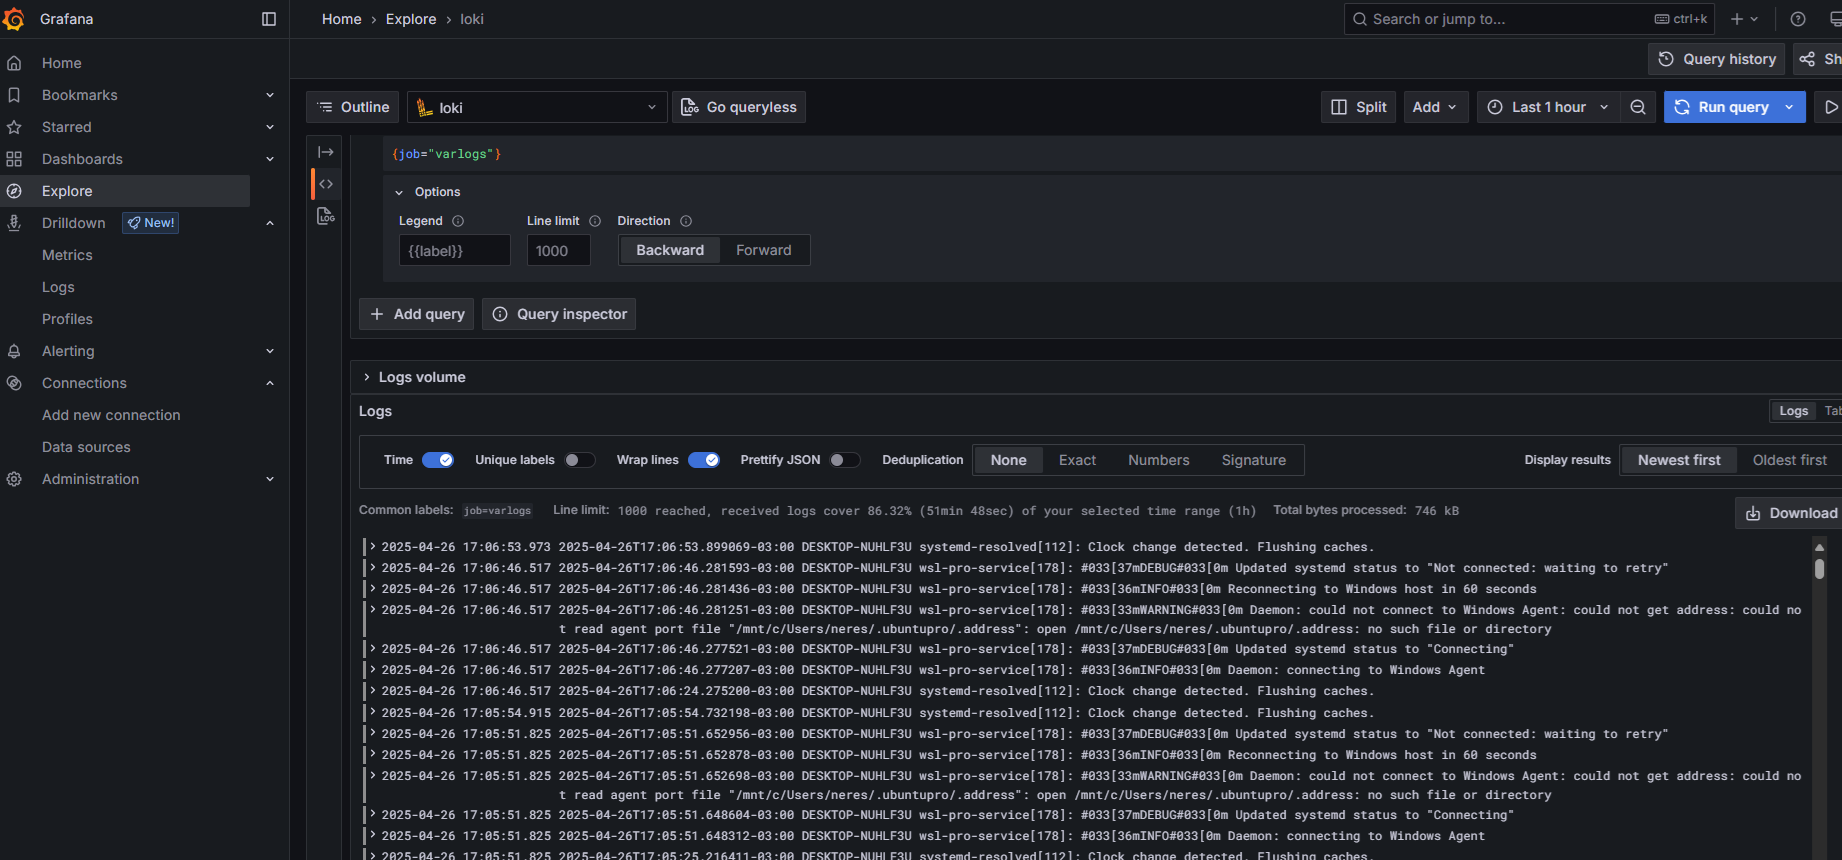 Grafana
Home › Explore › loki
Search or jump to...
ctrl+k
Home
Bookmarks
Starred
Dashboards
Explore
Drilldown
New!
Metrics
Logs
Profiles
Alerting
Connections
Add new connection
Data sources
Administration
Query history
Sh
Outline
loki
LOG
Go queryless
Split
Add
Last 1 hour
Run query
LOG
{job="varlogs"}
Options
Legend
Line limit
Direction
{{label}}
1000
Backward
Forward
Add query
Query inspector
Logs volume
Logs
Logs
Tab
Time
Unique labels
Wrap lines
Prettify JSON
Deduplication
None
Exact
Numbers
Signature
Display results
Newest first
Oldest first
Common labels: job=varlogs Line limit: 1000 reached, received logs cover 86.32% (51min 48sec) of your selected time range (1h) Total bytes processed: 746 kB
Download
2025-04-26 17:06:53.973 2025-04-26T17:06:53.899069-03:00 DESKTOP-NUHLF3U systemd-resolved[112]: Clock change detected. Flushing caches.
2025-04-26 17:06:46.517 2025-04-26T17:06:46.281593-03:00 DESKTOP-NUHLF3U wsl-pro-service[178]: #033[37mDEBUG#033[0m Updated systemd status to "Not connected: waiting to retry"
2025-04-26 17:06:46.517 2025-04-26T17:06:46.281436-03:00 DESKTOP-NUHLF3U wsl-pro-service[178]: #033[36mINFO#033[0m Reconnecting to Windows host in 60 seconds
2025-04-26 17:06:46.517 2025-04-26T17:06:46.281251-03:00 DESKTOP-NUHLF3U wsl-pro-service[178]: #033[33mWARNING#033[0m Daemon: could not connect to Windows Agent: could not get address: could no
t read agent port file "/mnt/c/Users/neres/.ubuntupro/.address": open /mnt/c/Users/neres/.ubuntupro/.address: no such file or directory
2025-04-26 17:06:46.517 2025-04-26T17:06:46.277521-03:00 DESKTOP-NUHLF3U wsl-pro-service[178]: #033[37mDEBUG#033[0m Updated systemd status to "Connecting"
2025-04-26 17:06:46.517 2025-04-26T17:06:46.277207-03:00 DESKTOP-NUHLF3U wsl-pro-service[178]: #033[36mINFO#033[0m Daemon: connecting to Windows Agent
2025-04-26 17:06:46.517 2025-04-26T17:06:24.275200-03:00 DESKTOP-NUHLF3U systemd-resolved[112]: Clock change detected. Flushing caches.
2025-04-26 17:05:54.915 2025-04-26T17:05:54.732198-03:00 DESKTOP-NUHLF3U systemd-resolved[112]: Clock change detected. Flushing caches.
2025-04-26 17:05:51.825 2025-04-26T17:05:51.652956-03:00 DESKTOP-NUHLF3U wsl-pro-service[178]: #033[37mDEBUG#033[0m Updated systemd status to "Not connected: waiting to retry"
2025-04-26 17:05:51.825 2025-04-26T17:05:51.652878-03:00 DESKTOP-NUHLF3U wsl-pro-service[178]: #033[36mINFO#033[0m Reconnecting to Windows host in 60 seconds
2025-04-26 17:05:51.825 2025-04-26T17:05:51.652698-03:00 DESKTOP-NUHLF3U wsl-pro-service[178]: #033[33mWARNING#033[0m Daemon: could not connect to Windows Agent: could not get address: could no
t read agent port file "/mnt/c/Users/neres/.ubuntupro/.address": open /mnt/c/Users/neres/.ubuntupro/.address: no such file or directory
2025-04-26 17:05:51.825 2025-04-26T17:05:51.648604-03:00 DESKTOP-NUHLF3U wsl-pro-service[178]: #033[37mDEBUG#033[0m Updated systemd status to "Connecting"
2025-04-26 17:05:51.825 2025-04-26T17:05:51.648312-03:00 DESKTOP-NUHLF3U wsl-pro-service[178]: #033[36mINFO#033[0m Daemon: connecting to Windows Agent
2025-04-26 17:05:51.825 2025-04-26T17:05:25.216411-03:00 DESKTOP-NUHLF3U systemd-resolved[112]: Clock change detected. Flushing caches.